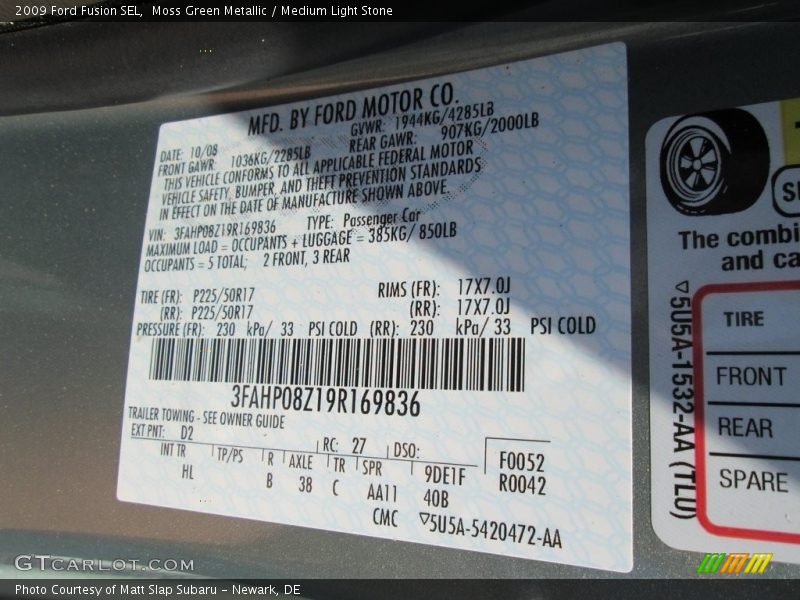 2009 Ford Fusion SEL,  Moss Green Metallic / Medium Light Stone
MFD. BY FORD MOTOR CO.
DATE: 10/08 GVWR: 1944KG/4285LB
FRONT GAWR: 1036KG/2285LB REAR GAWR: 907KG/2000LB
THIS VEHICLE CONFORMS TO ALL APPLICABLE FEDERAL MOTOR
VEHICLE SAFETY, BUMPER, AND THEFT PREVENTION STANDARDS
IN EFFECT ON THE DATE OF MANUFACTURE SHOWN ABOVE.
VIN: 3FAHP08Z19R169836 TYPE: Passenger Car
MAXIMUM LOAD = OCCUPANTS + LUGGAGE = 385KG/ 850LB
OCCUPANTS = 5 TOTAL; 2 FRONT, 3 REAR
TIRE (FR): P225/50R17 RIMS (FR): 17X7.0J
(RR): P225/50R17 (RR): 17X7.0J
PRESSURE (FR): 230 kPa/ 33 PSI COLD (RR): 230 kPa/ 33 PSI COLD
3FAHP08Z19R169836
TRAILER TOWING - SEE OWNER GUIDE
EXT PNT: D2 RC: 27 DSO: F0052
INT TR TP/PS R AXLE TR SPR 9DE1F R0042
HL B 38 C AA11 40B
CMC ▽5U5A-5420472-AA
The combi
and ca
▽5U5A-1532-AA (TL0)
TIRE
FRONT
REAR
SPARE
GTCARLOT.COM
Photo Courtesy of Matt Slap Subaru - Newark, DE